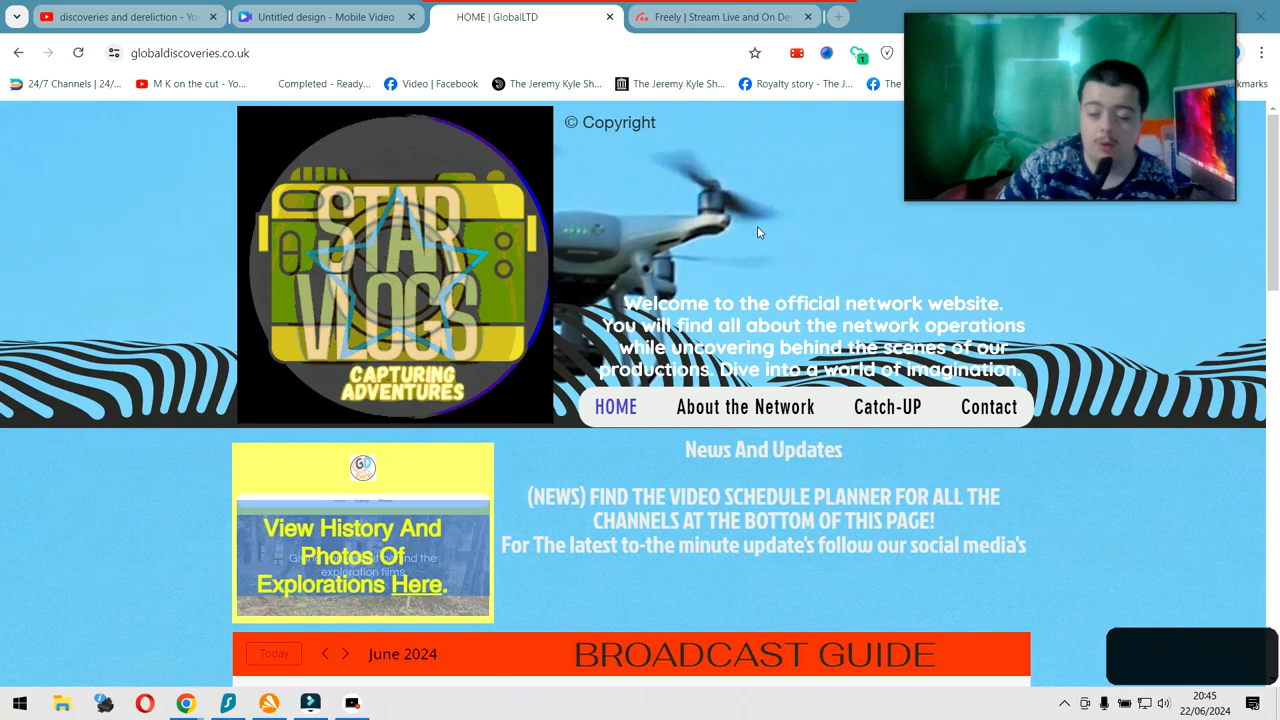 discoveries and dereliction - Yo
Untitled design - Mobile Video
HOME | GlobalLTD
Freely | Stream Live and On De
globaldiscoveries.co.uk
1
24/7 Channels | 24/...
M K on the cut - Yo...
Completed - Ready...
Video | Facebook
The Jeremy Kyle Sh...
The Jeremy Kyle Sh...
Royalty story - The J...
The
kmarks
© Copyright
STAR
VLOGS
CAPTURING
ADVENTURES
Welcome to the official network website.
You will find all about the network operations
while uncovering behind the scenes of our
productions. Dive into a world of imagination.
HOME
About the Network
Catch-UP
Contact
News And Updates
(NEWS) FIND THE VIDEO SCHEDULE PLANNER FOR ALL THE
CHANNELS AT THE BOTTOM OF THIS PAGE!
For The latest to-the minute update's follow our social media's
View History And
Photos Of
Explorations Here.
exploration films
Today
June 2024
BROADCAST GUIDE
20:45
22/06/2024